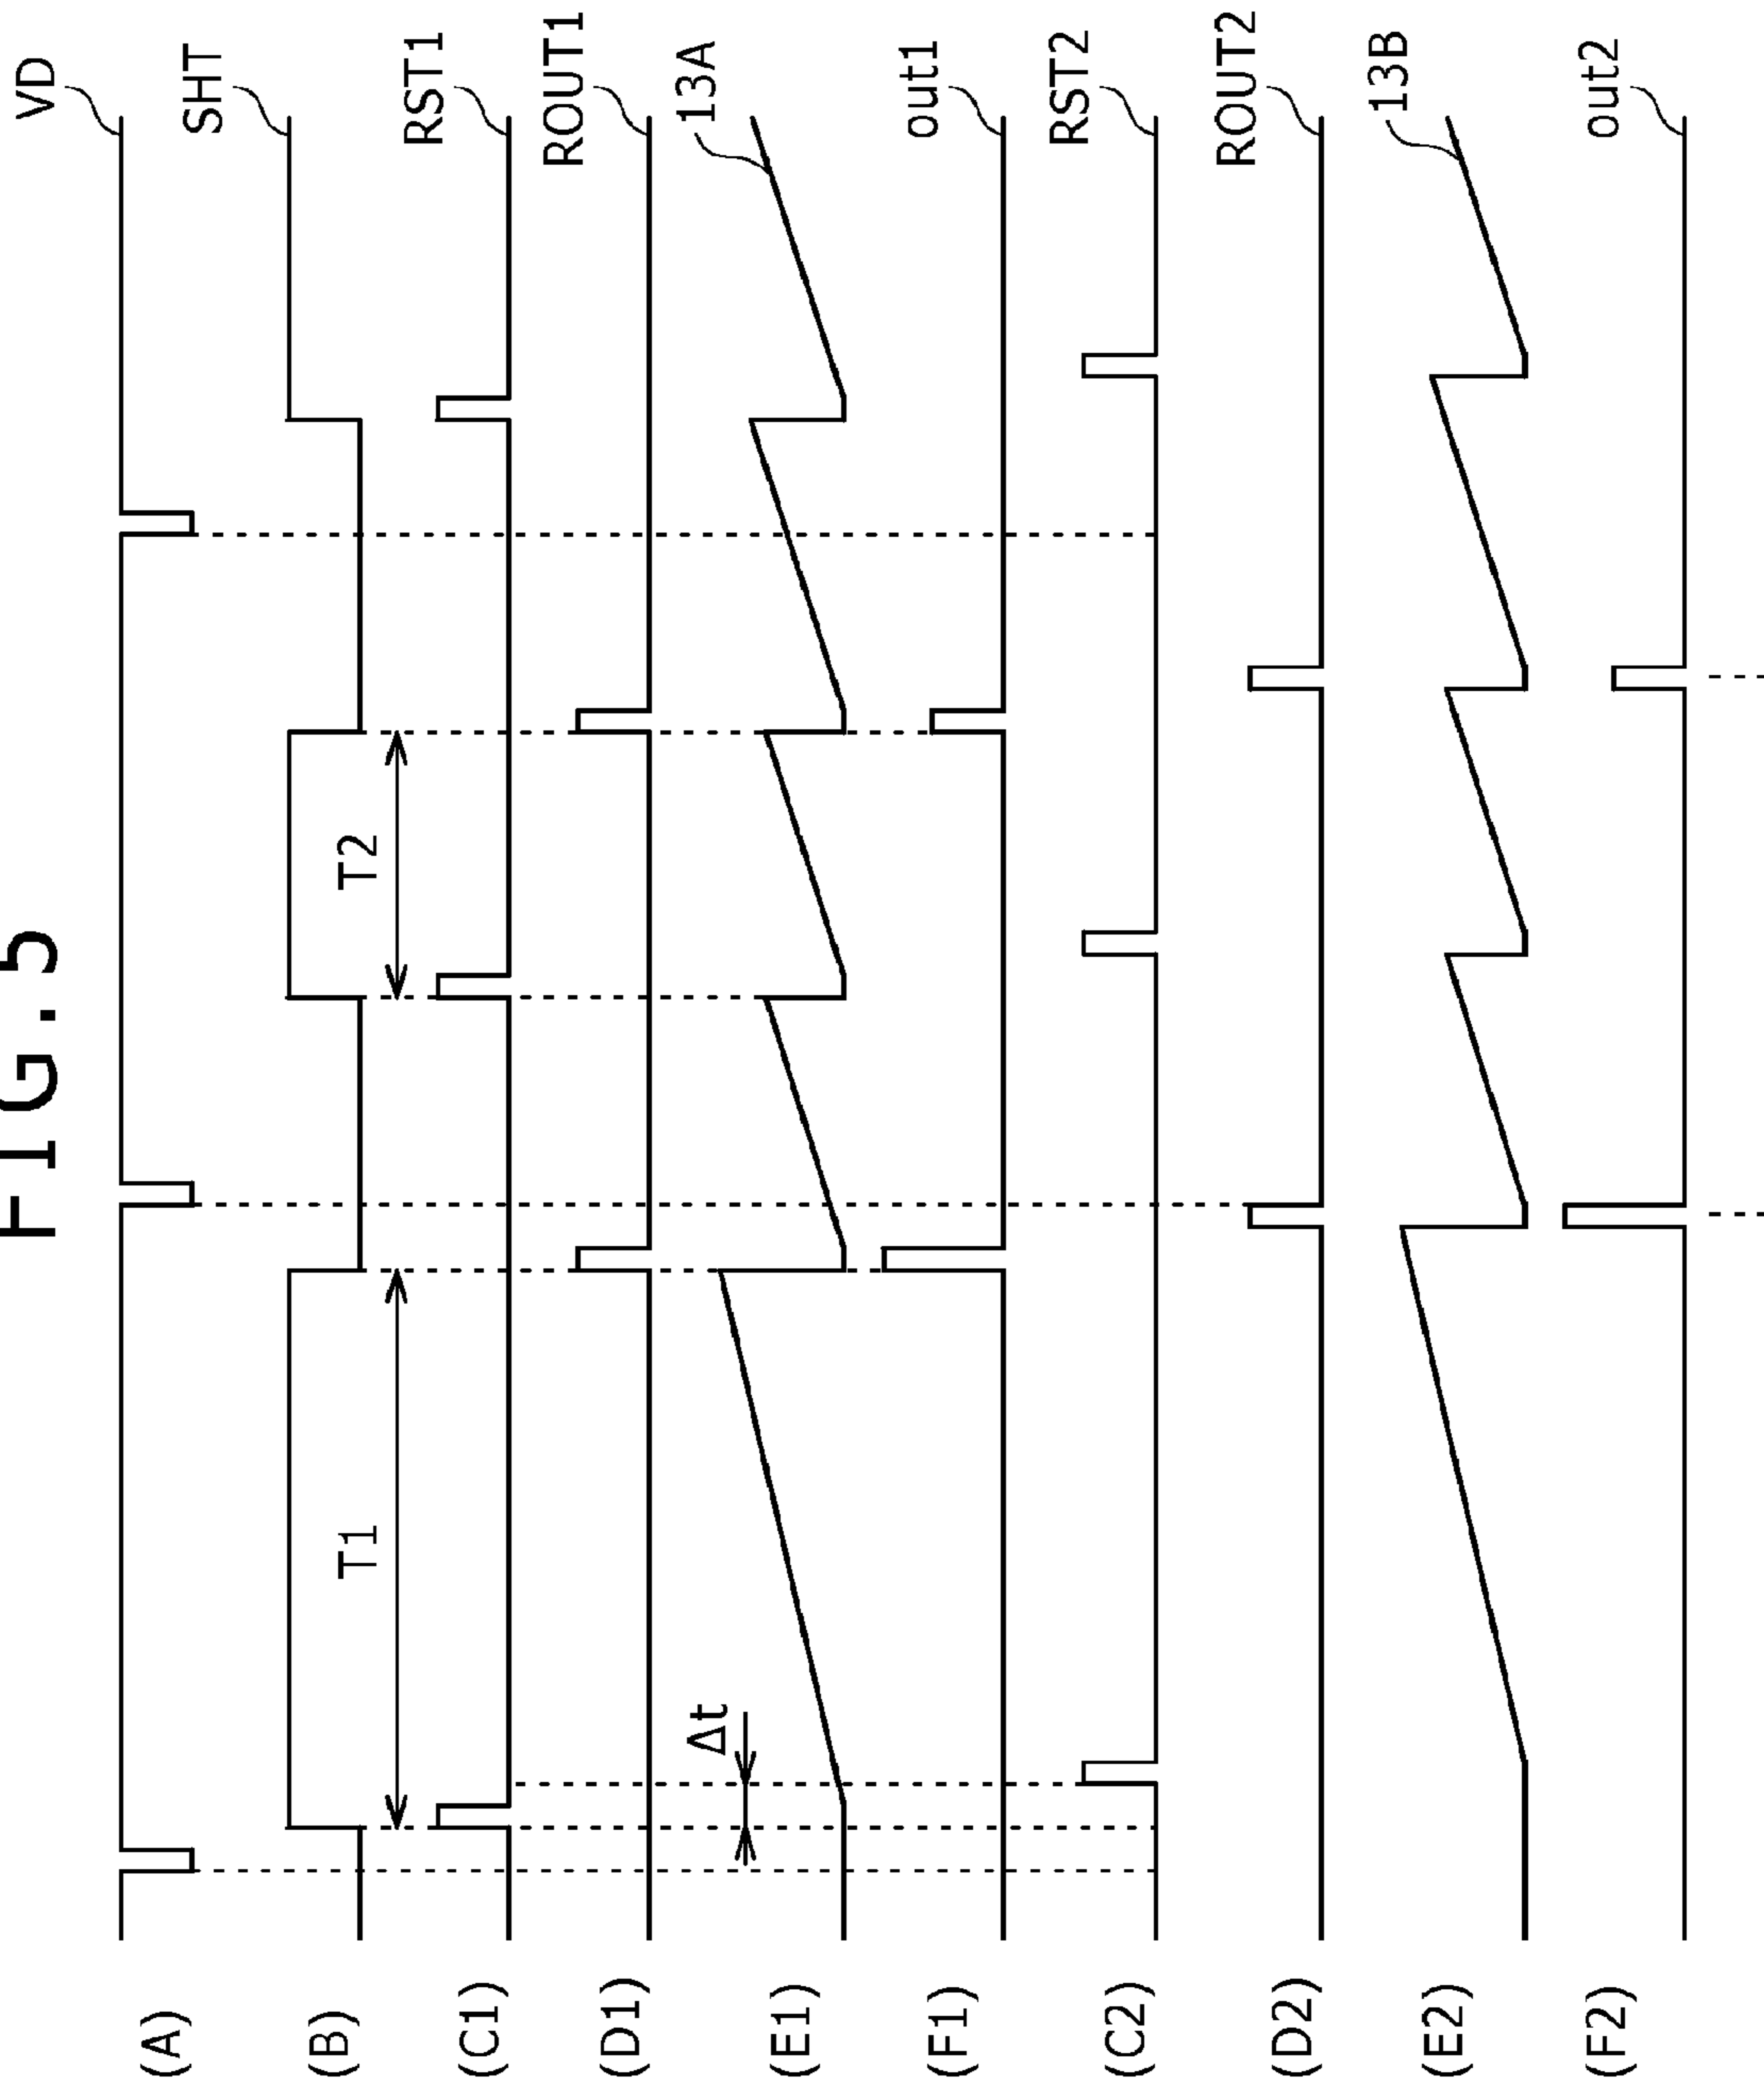 FIG.5
(A) VD
(B) SHT
T1 T2
(C1) RST1
(D1) ROUT1
(E1) 13A
Δt
(F1) out1
(C2) RST2
(D2) ROUT2
(E2) 13B
(F2) out2